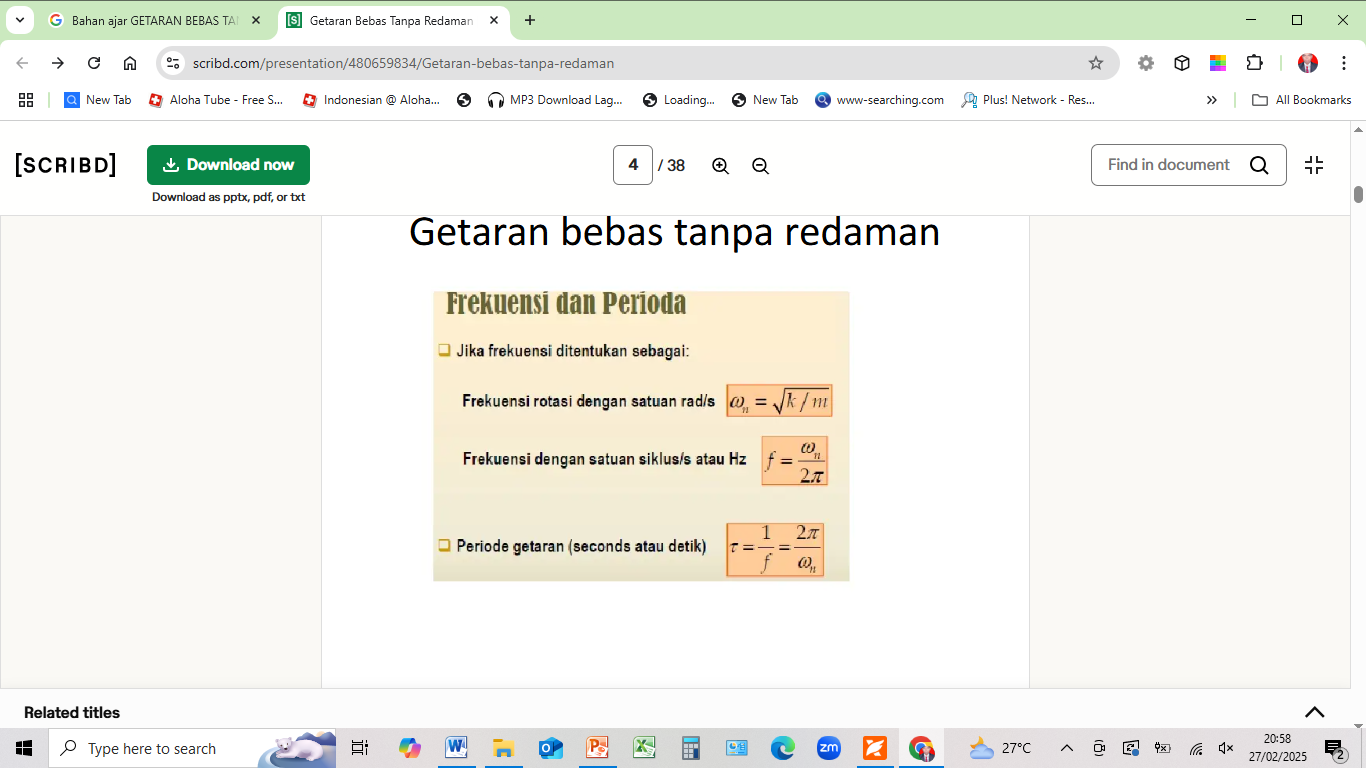 Bahan ajar GETARAN BEBAS TA
Getaran Bebas Tanpa Redaman
scribd.com/presentation/480659834/Getaran-bebas-tanpa-redaman
New Tab
Aloha Tube - Free S...
Indonesian @ Aloha...
MP3 Download Lag...
Loading...
New Tab
www-searching.com
Plus! Network - Res...
All Bookmarks
[SCRIBD]
Download now
Download as pptx, pdf, or txt
4 / 38
Find in document
Getaran bebas tanpa redaman
Frekuensi dan Perioda
Jika frekuensi ditentukan sebagai:
Frekuensi rotasi dengan satuan rad/s ωₙ = √k / m
Frekuensi dengan satuan siklus/s atau Hz f = ωₙ/2π
Periode getaran (seconds atau detik) τ = 1/f = 2π/ωₙ
Related titles
Type here to search
27°C
20:58
27/02/2025
2